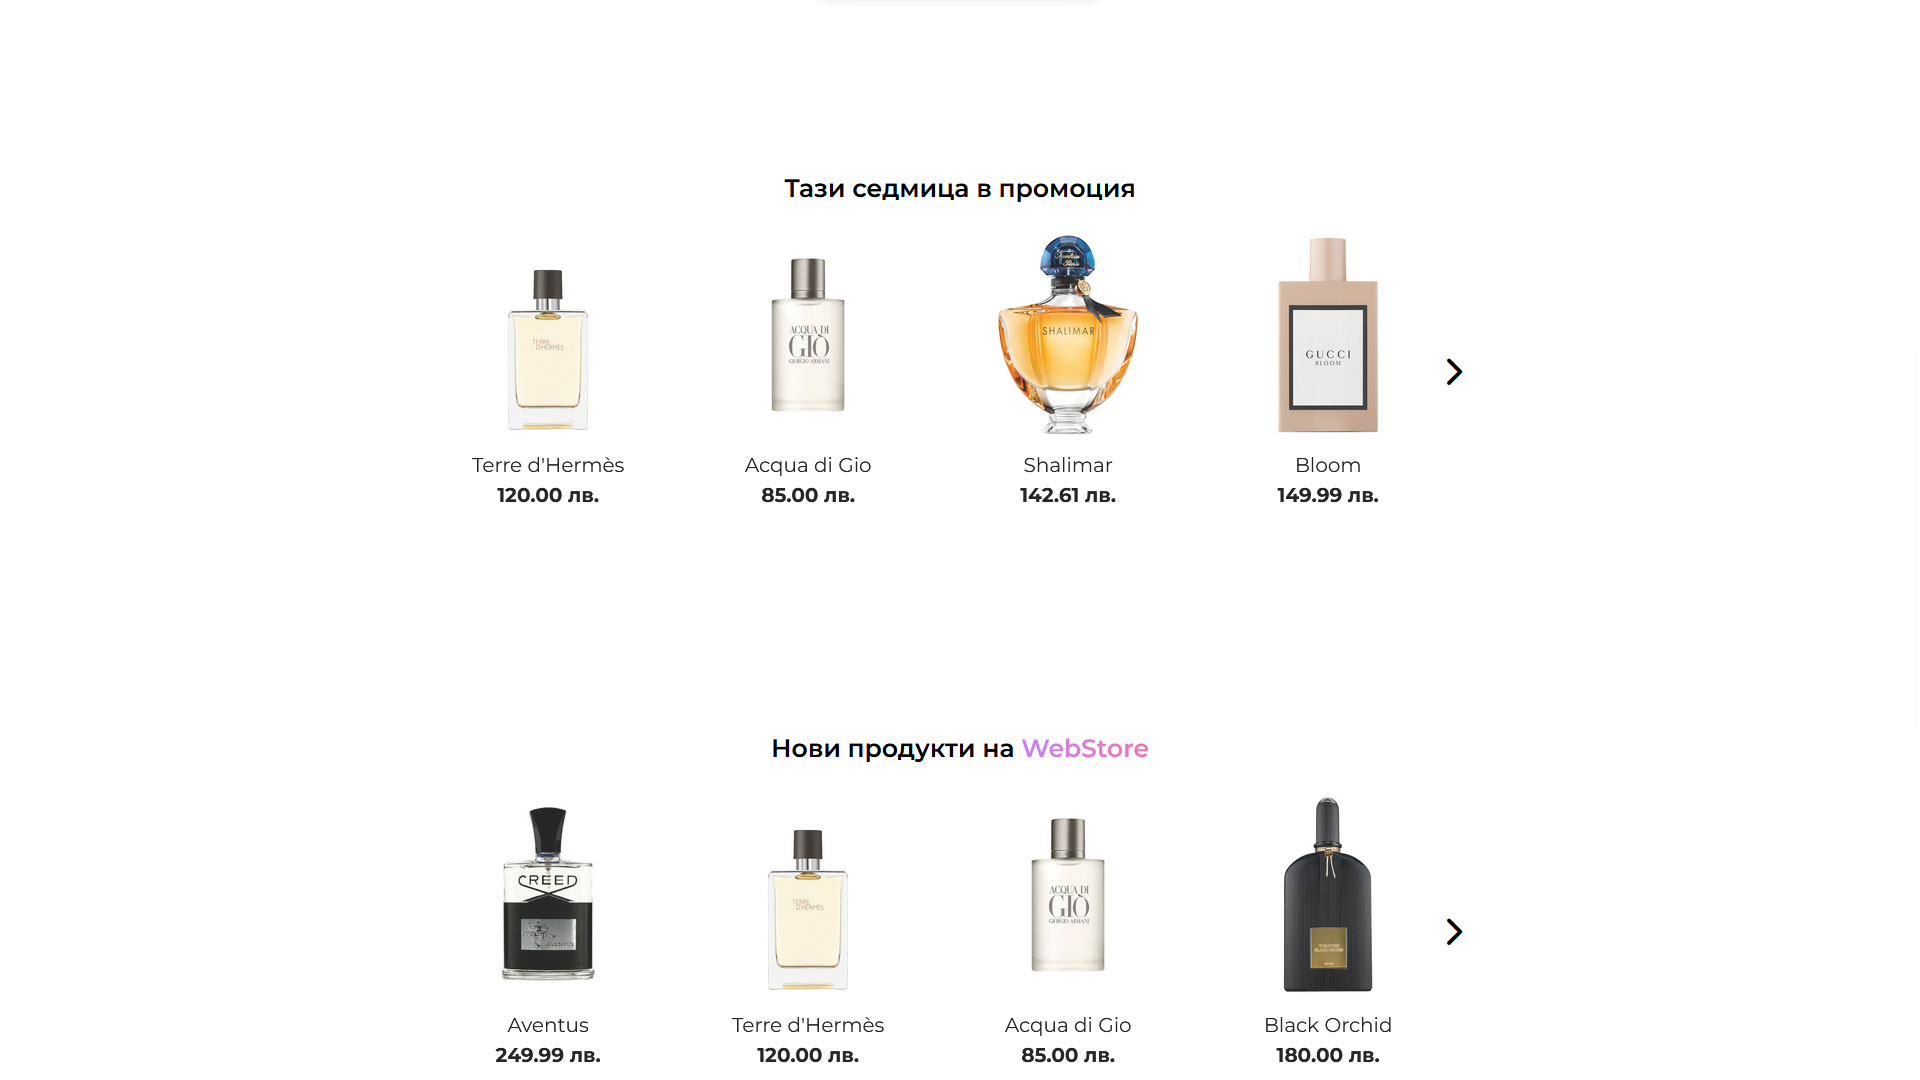 Тази седмица в промоция
TERRE
D'HERMÈS
ACQUA DI
GIÒ
GIORGIO ARMANI
SHALIMAR
GUCCI
BLOOM
Terre d'Hermès
Acqua di Gio
Shalimar
Bloom
120.00 лв.
85.00 лв.
142.61 лв.
149.99 лв.
Нови продукти на WebStore
CREED
AVENTUS
TERRE
D'HERMÈS
ACQUA DI
GIÒ
GIORGIO ARMANI
TOM FORD
BLACK ORCHID
Aventus
Terre d'Hermès
Acqua di Gio
Black Orchid
249.99 лв.
120.00 лв.
85.00 лв.
180.00 лв.